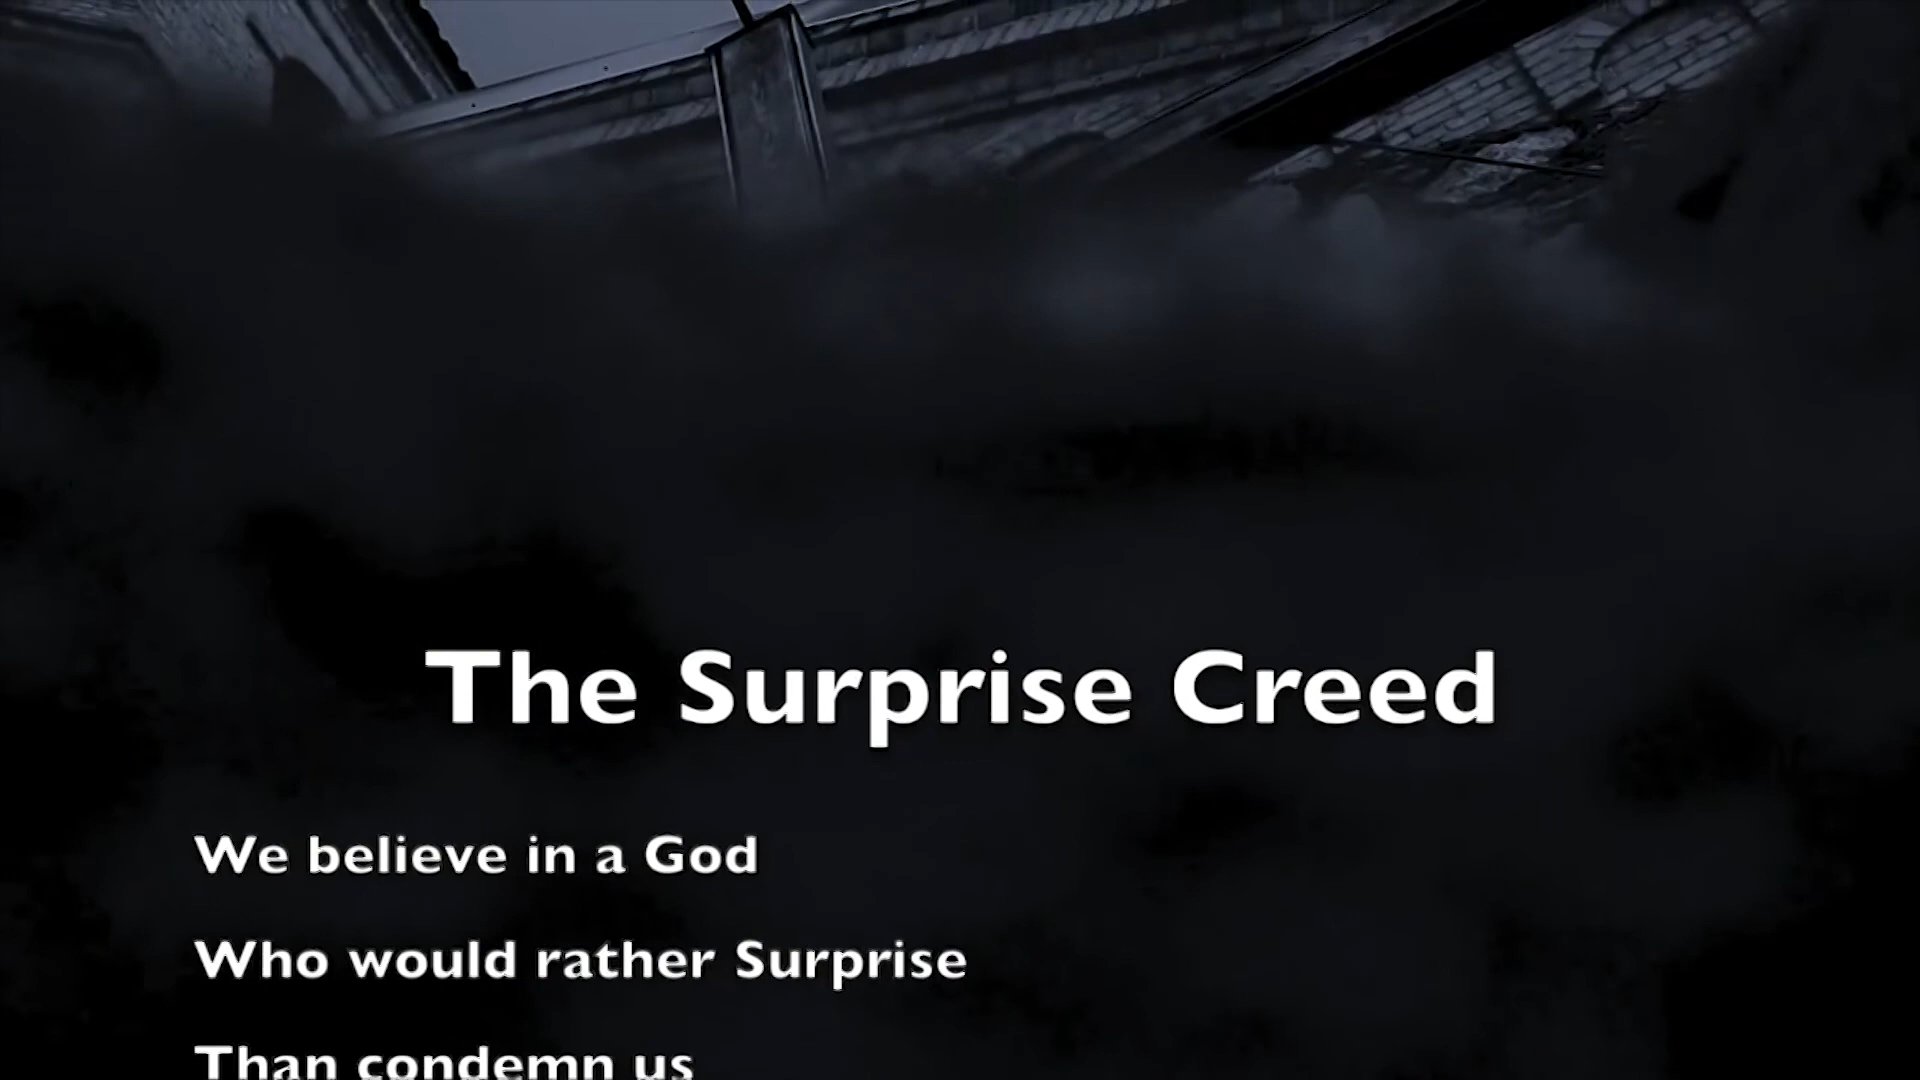 The Surprise Creed
We believe in a God
Who would rather Surprise
Than condemn us